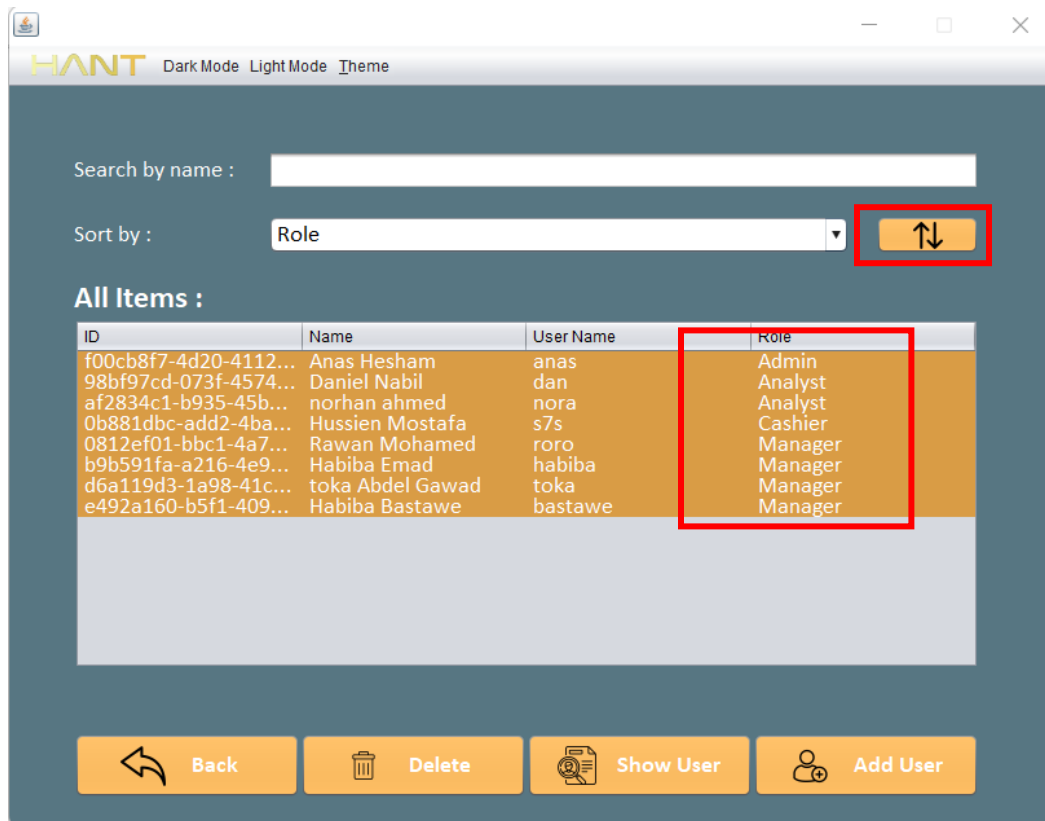 HANT Dark Mode Light Mode Theme
Search by name :
Sort by : Role
All Items :
ID Name User Name Role
f00cb8f7-4d20-4112... Anas Hesham anas Admin
98bf97cd-073f-4574... Daniel Nabil dan Analyst
af2834c1-b935-45b... norhan ahmed nora Analyst
0b881dbc-add2-4ba... Hussien Mostafa s7s Cashier
0812ef01-bbc1-4a7... Rawan Mohamed roro Manager
b9b591fa-a216-4e9... Habiba Emad habiba Manager
d6a119d3-1a98-41c... toka Abdel Gawad toka Manager
e492a160-b5f1-409... Habiba Bastawe bastawe Manager
Back Delete Show User Add User